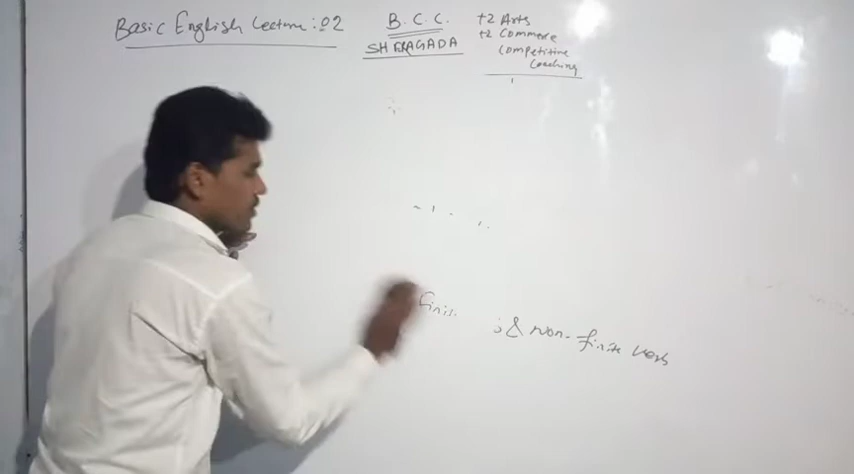 Basic English Lecture: 02
B.C.C.
SHERAGADA
+2 Arts
+2 Commerce
Competitive
Coaching
& Non-finite verb